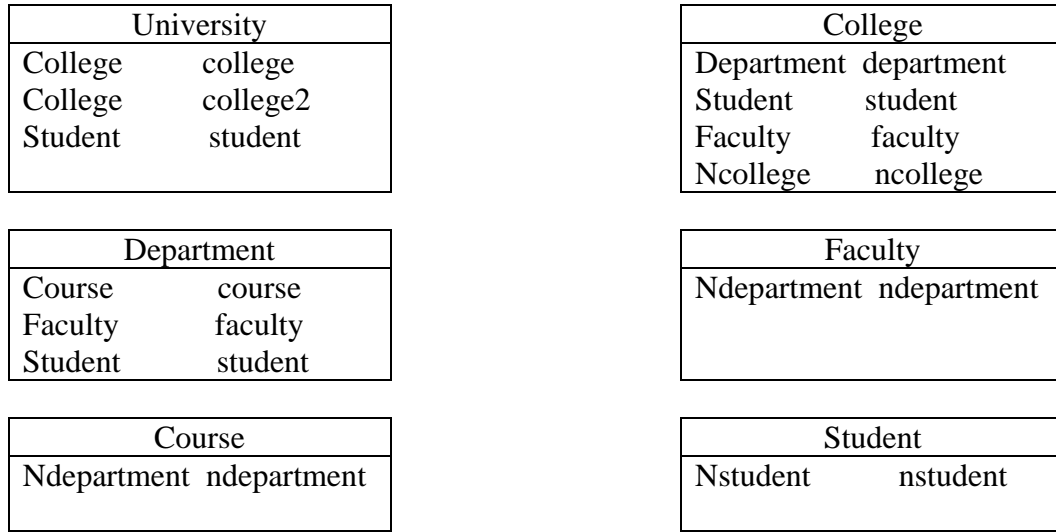 University
College college
College college2
Student student
College
Department department
Student student
Faculty faculty
Ncollege ncollege
Department
Course course
Faculty faculty
Student student
Faculty
Ndepartment ndepartment
Course
Ndepartment ndepartment
Student
Nstudent nstudent